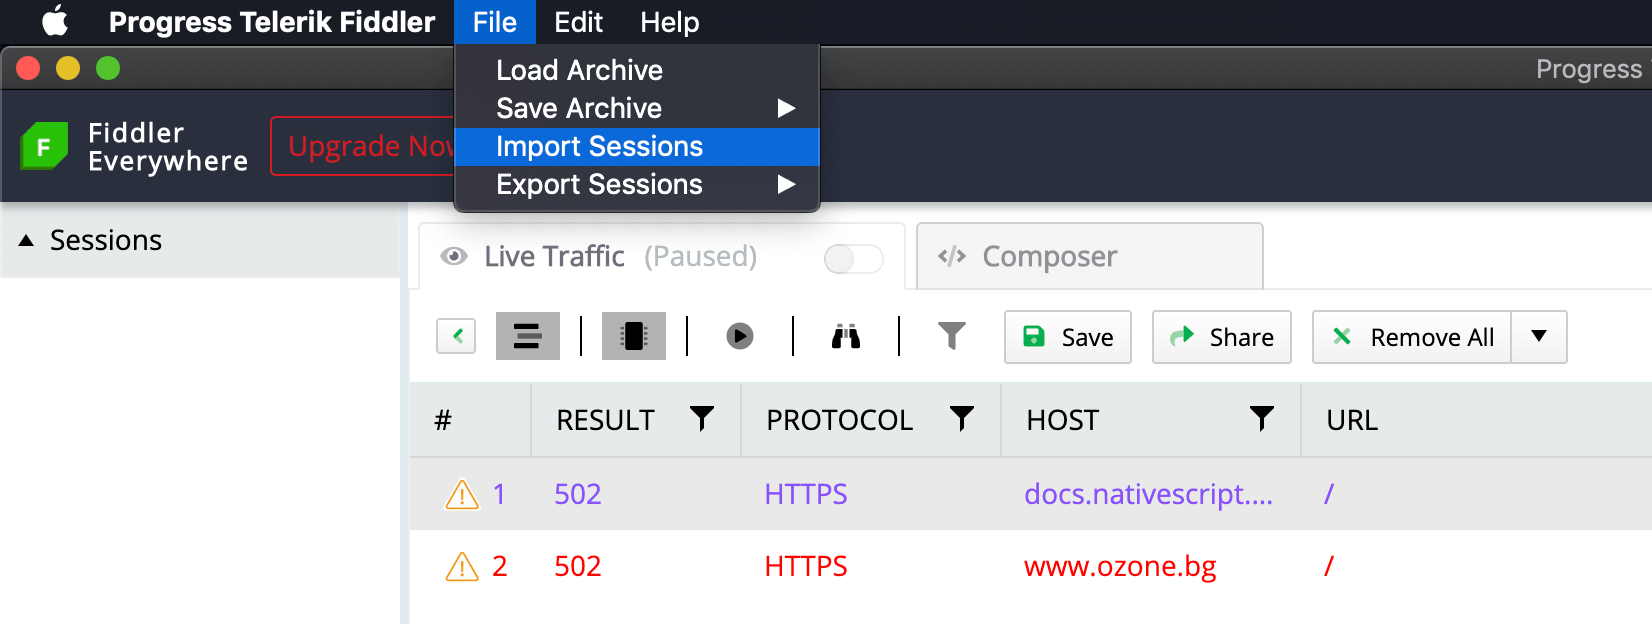 Progress Telerik Fiddler File Edit Help
Progress
Load Archive
Save Archive
Import Sessions
Export Sessions
F
Fiddler
Everywhere
Upgrade Now
Sessions
Live Traffic (Paused)
Composer
Save
Share
Remove All
# RESULT PROTOCOL HOST URL
1 502 HTTPS docs.nativescript.... /
2 502 HTTPS www.ozone.bg /